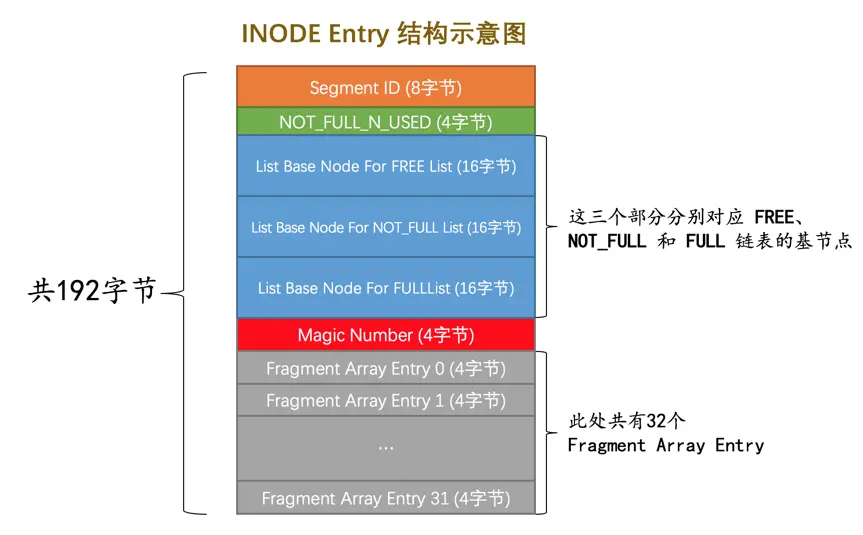 INODE Entry 结构示意图
Segment ID (8字节)
NOT_FULL_N_USED (4字节)
List Base Node For FREE List (16字节)
List Base Node For NOT_FULL List (16字节)
List Base Node For FULLList (16字节)
这三个部分分别对应 FREE、
NOT_FULL 和 FULL 链表的基节点
共192字节
Magic Number (4字节)
Fragment Array Entry 0 (4字节)
Fragment Array Entry 1 (4字节)
...
Fragment Array Entry 31 (4字节)
此处共有32个
Fragment Array Entry